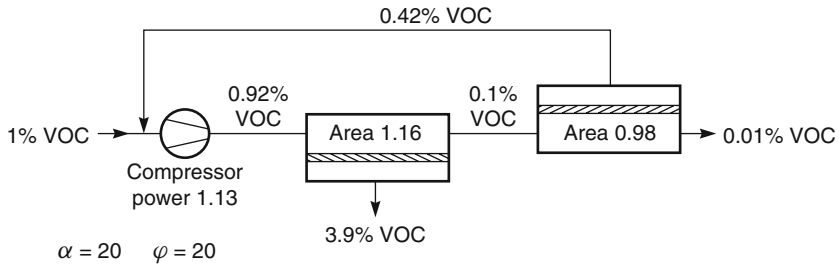 0.42% VOC
0.92%
VOC
0.1%
VOC
1% VOC
Area 1.16
Area 0.98
0.01% VOC
Compressor
power 1.13
3.9% VOC
α = 20 φ = 20